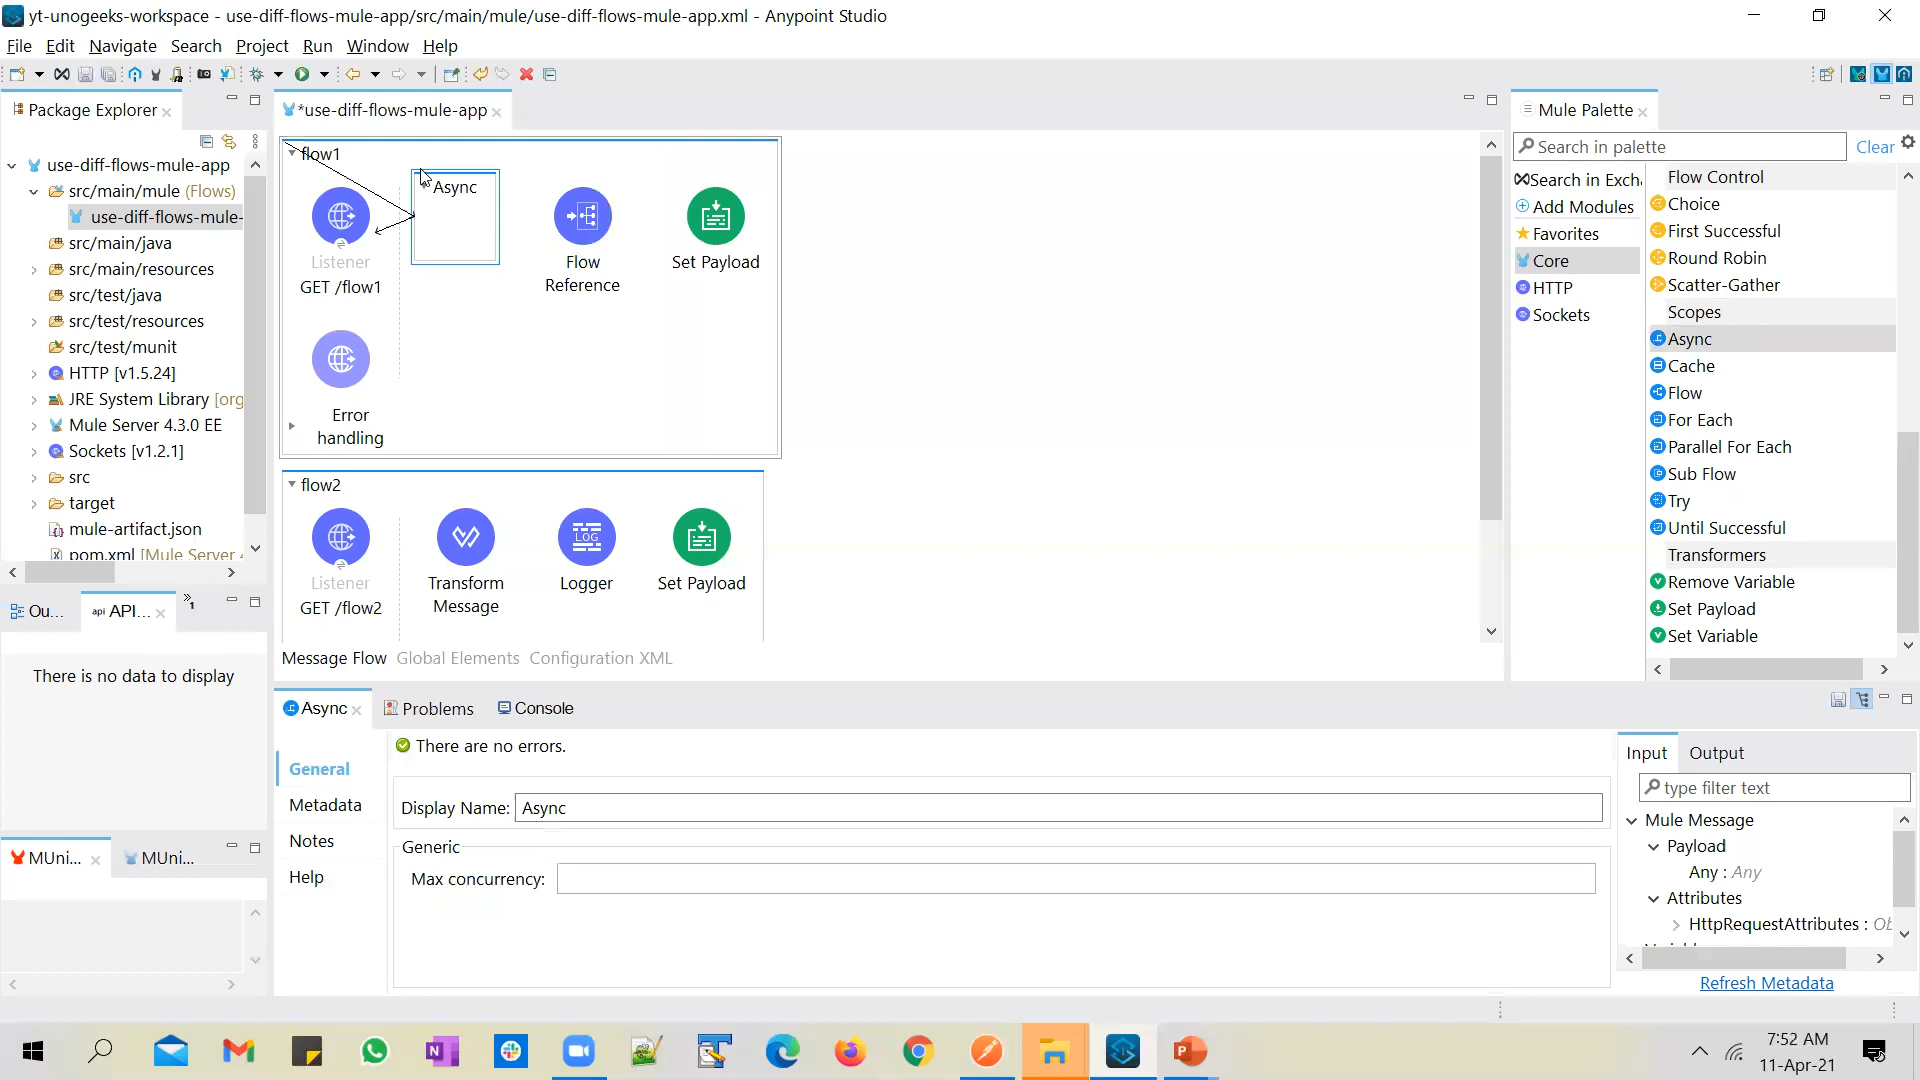 yt-unogeeks-workspace - use-diff-flows-mule-app/src/main/mule/use-diff-flows-mule-app.xml - Anypoint Studio
File Edit Navigate Search Project Run Window Help
Package Explorer
use-diff-flows-mule-app
src/main/mule (Flows)
use-diff-flows-mule-
src/main/java
src/main/resources
src/test/java
src/test/resources
src/test/munit
HTTP [v1.5.24]
JRE System Library [org
Mule Server 4.3.0 EE
Sockets [v1.2.1]
src
target
mule-artifact.json
pom.xml [Mule Server 4
Ou...
api API...
There is no data to display
MUni...
MUni...
*use-diff-flows-mule-app
flow1
Listener
GET /flow1
Async
Flow
Reference
Set Payload
Error
handling
flow2
Listener
GET /flow2
Transform
Message
LOG
Logger
Set Payload
Message Flow Global Elements Configuration XML
Mule Palette
Search in palette
Clear
Search in Exch
Add Modules
Favorites
Core
HTTP
Sockets
Flow Control
Choice
First Successful
Round Robin
Scatter-Gather
Scopes
Async
Cache
Flow
For Each
Parallel For Each
Sub Flow
Try
Until Successful
Transformers
Remove Variable
Set Payload
Set Variable
Async
Problems
Console
There are no errors.
General
Metadata
Notes
Help
Display Name: Async
Generic
Max concurrency:
Input
Output
type filter text
Mule Message
Payload
Any : Any
Attributes
HttpRequestAttributes : Ob
Refresh Metadata
7:52 AM
11-Apr-21